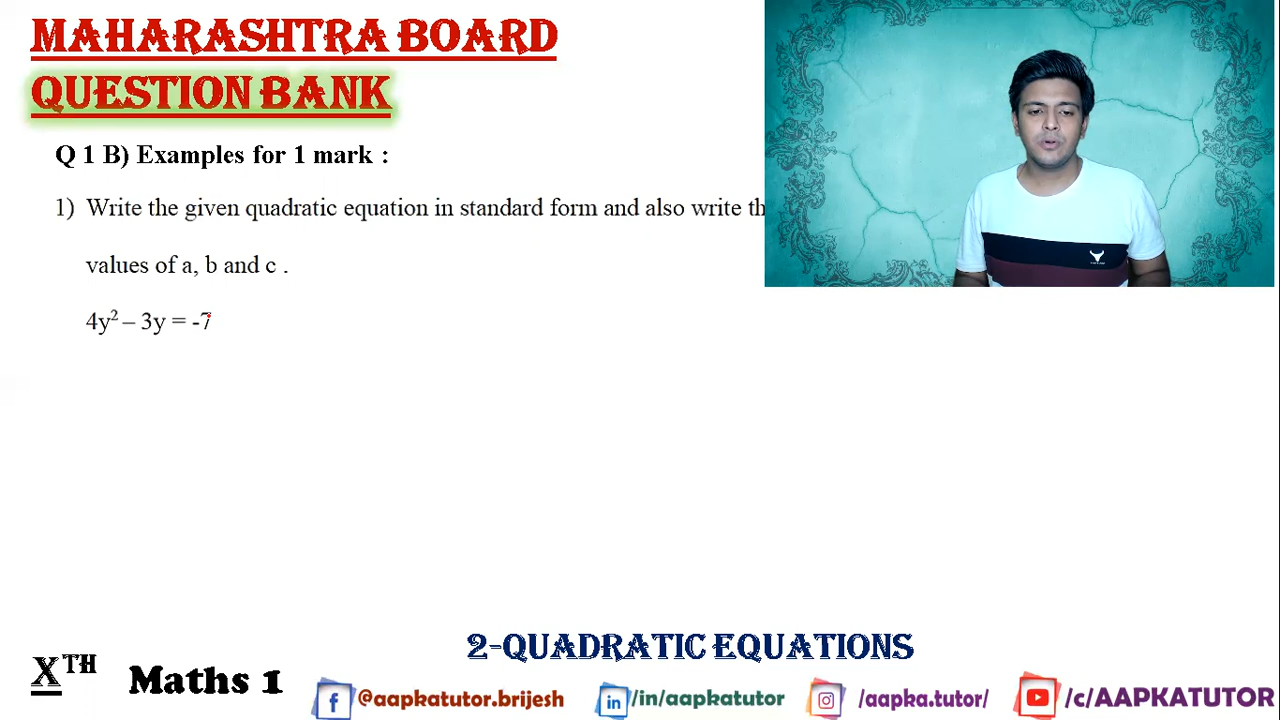 MAHARASHTRA BOARD
QUESTION BANK
Q 1 B) Examples for 1 mark :
1) Write the given quadratic equation in standard form and also write th
values of a, b and c .
4y² – 3y = -7
2-QUADRATIC EQUATIONS
XTH Maths 1
@aapkatutor.brijesh /in/aapkatutor /aapka.tutor/ /c/AAPKATUTOR